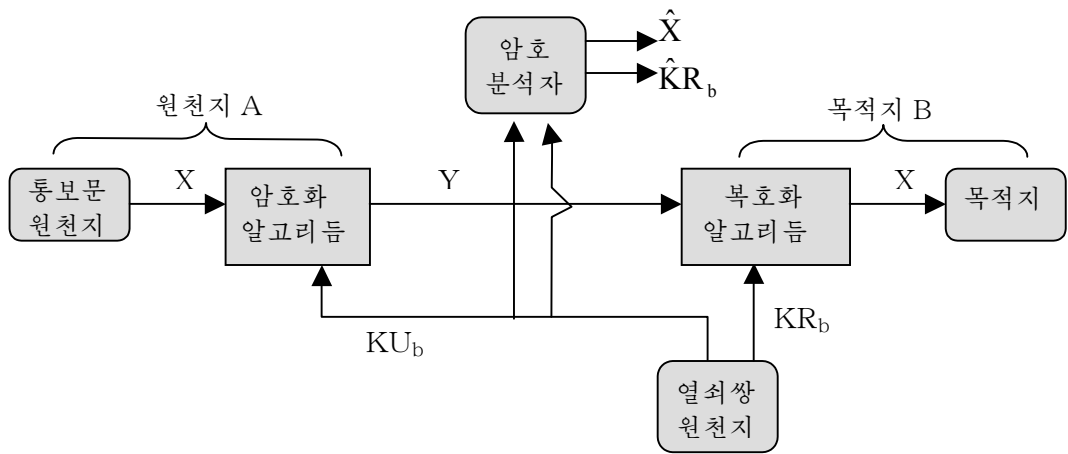 암호
분석자
X̂
K̂R_b
원천지 A
목적지 B
통보문
원천지
X
암호화
알고리듬
Y
복호화
알고리듬
X
목적지
KU_b
KR_b
열쇠쌍
원천지